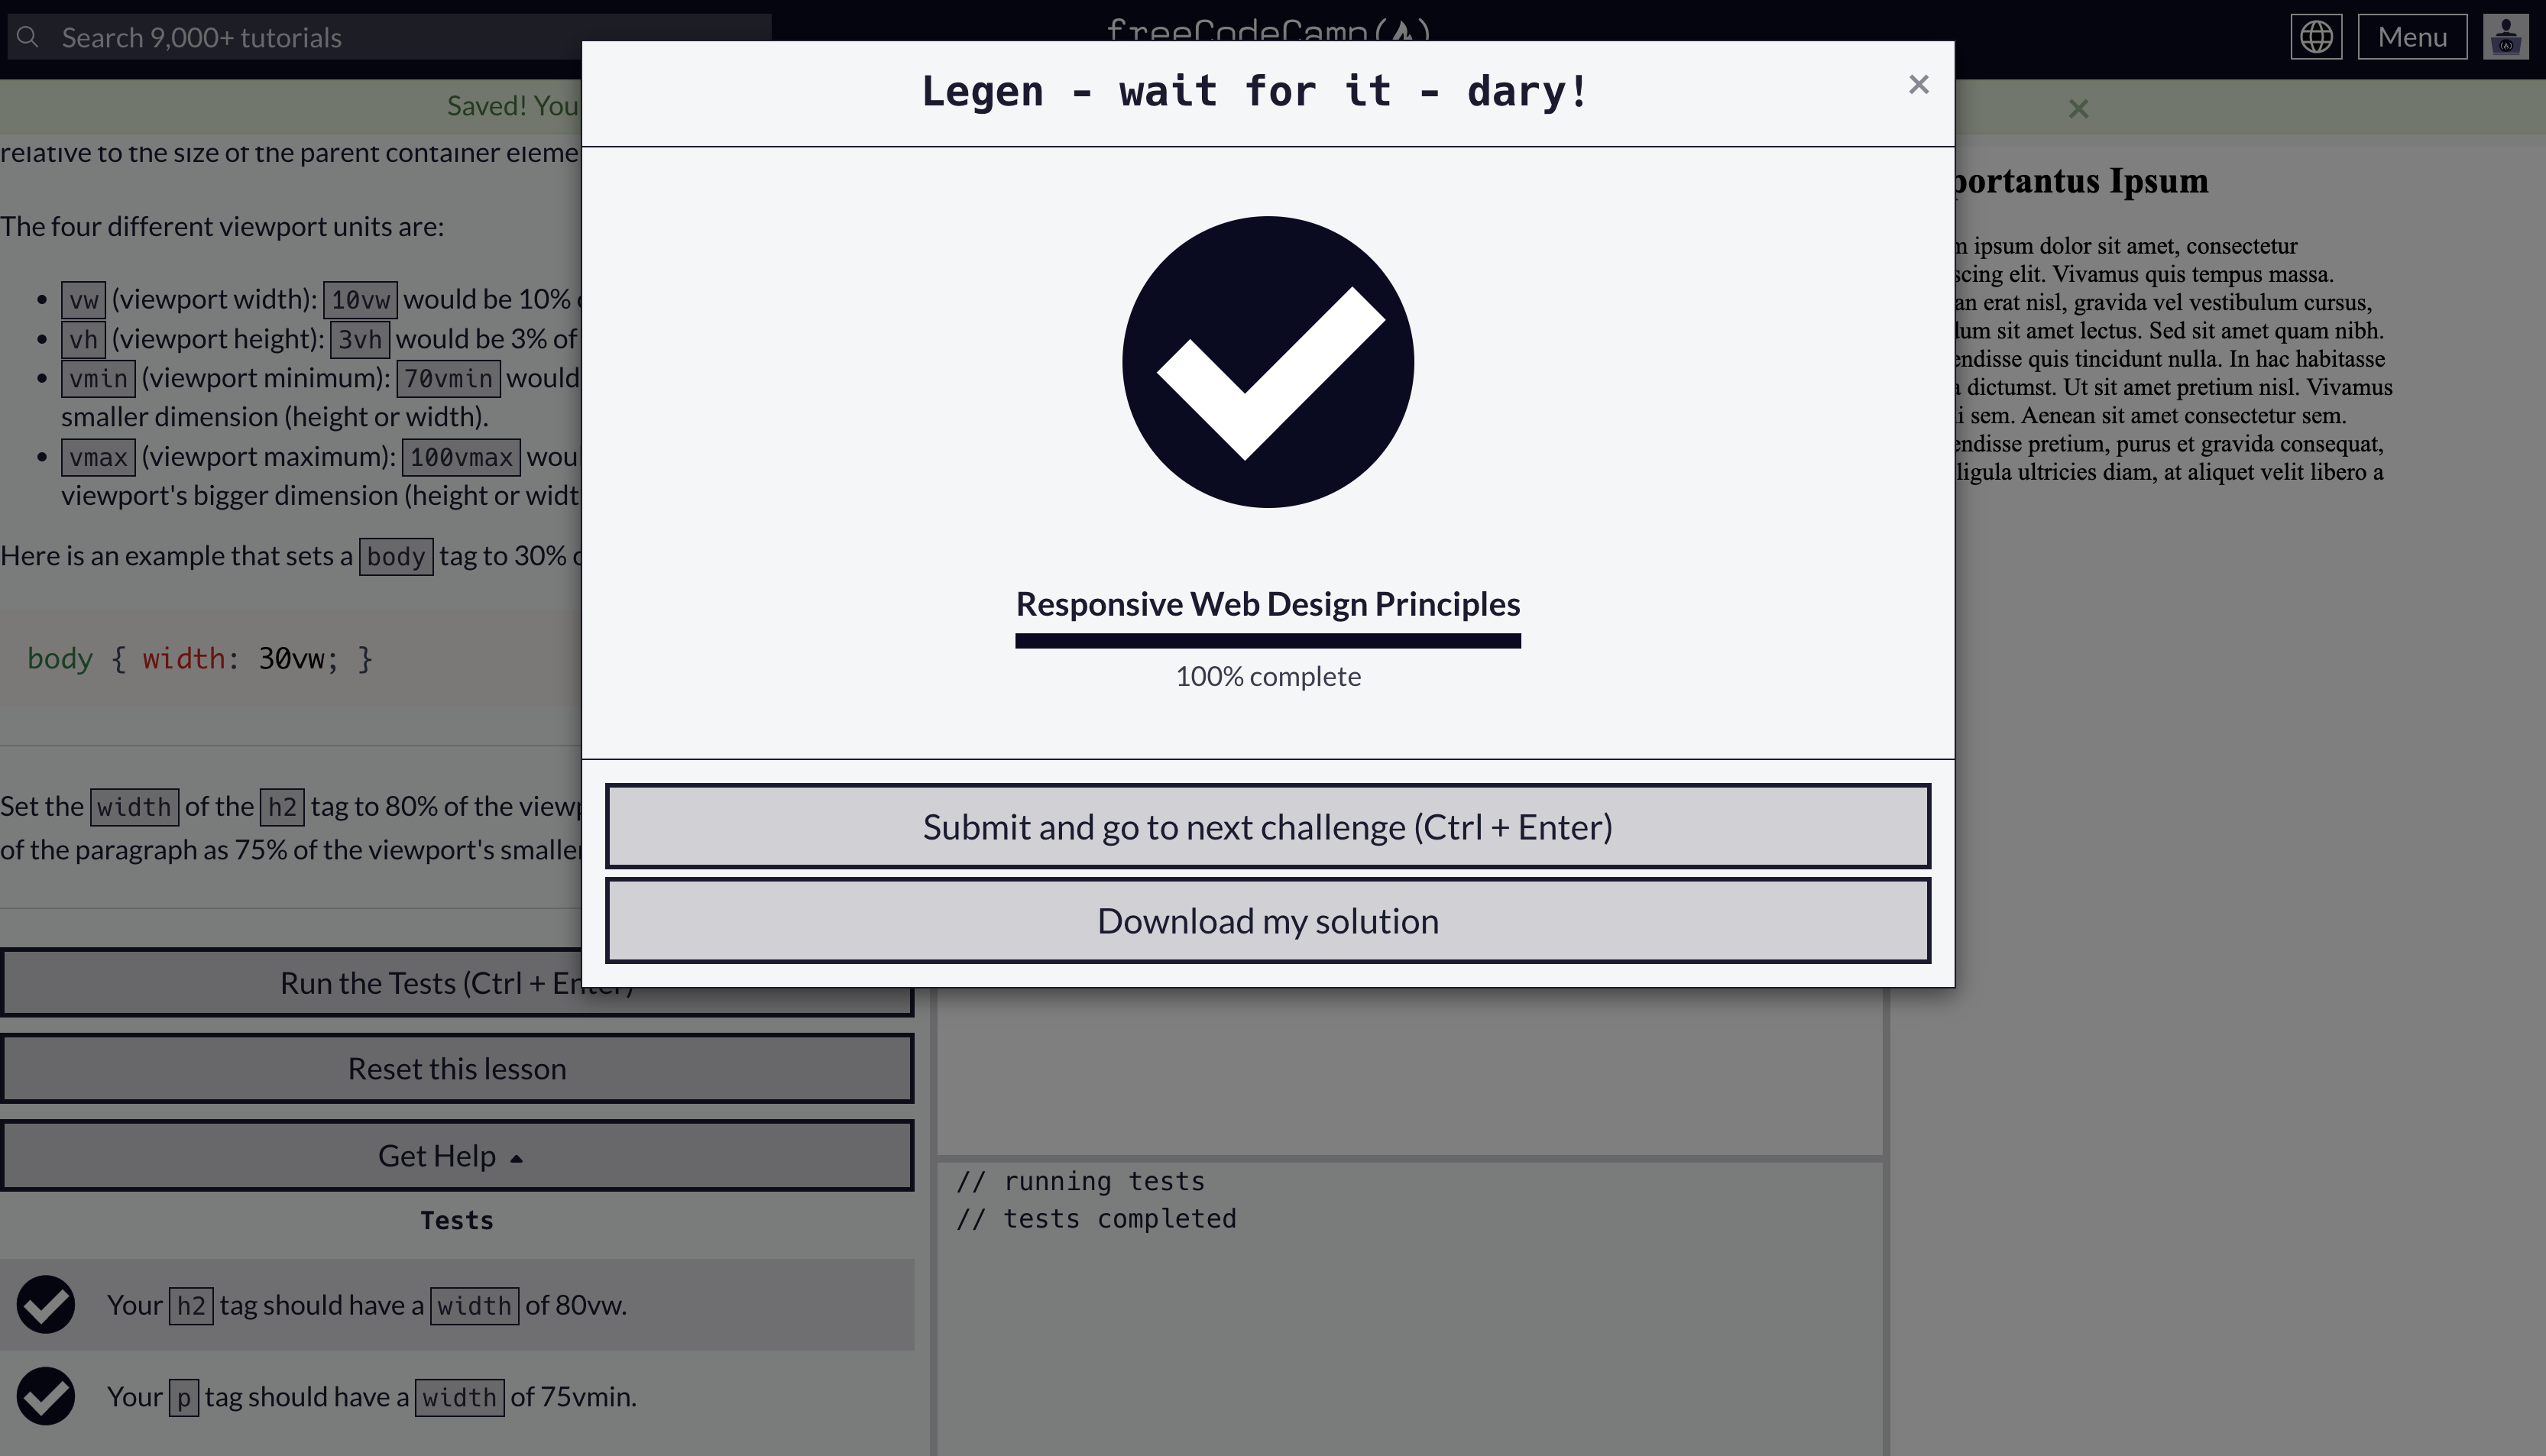 Search 9,000+ tutorials
freeCodeCamp(🔥)
Menu
Saved! You
Legen - wait for it - dary!
×
×
relative to the size of the parent container eleme
The four different viewport units are:
• vw (viewport width): 10vw would be 10%
• vh (viewport height): 3vh would be 3% of
• vmin (viewport minimum): 70vmin would
smaller dimension (height or width).
• vmax (viewport maximum): 100vmax wou
viewport's bigger dimension (height or widt
Here is an example that sets a body tag to 30%
body { width: 30vw; }
Set the width of the h2 tag to 80% of the viewp
of the paragraph as 75% of the viewport's smaller
Run the Tests (Ctrl + Enter)
Reset this lesson
Get Help
Tests
Your h2 tag should have a width of 80vw.
Your p tag should have a width of 75vmin.
Responsive Web Design Principles
100% complete
Submit and go to next challenge (Ctrl + Enter)
Download my solution
// running tests
// tests completed
portantus Ipsum
ipsum dolor sit amet, consectetur
scing elit. Vivamus quis tempus massa.
an erat nisl, gravida vel vestibulum cursus,
lum sit amet lectus. Sed sit amet quam nibh.
endisse quis tincidunt nulla. In hac habitasse
dictumst. Ut sit amet pretium nisl. Vivamus
i sem. Aenean sit amet consectetur sem.
endisse pretium, purus et gravida consequat,
ligula ultricies diam, at aliquet velit libero a